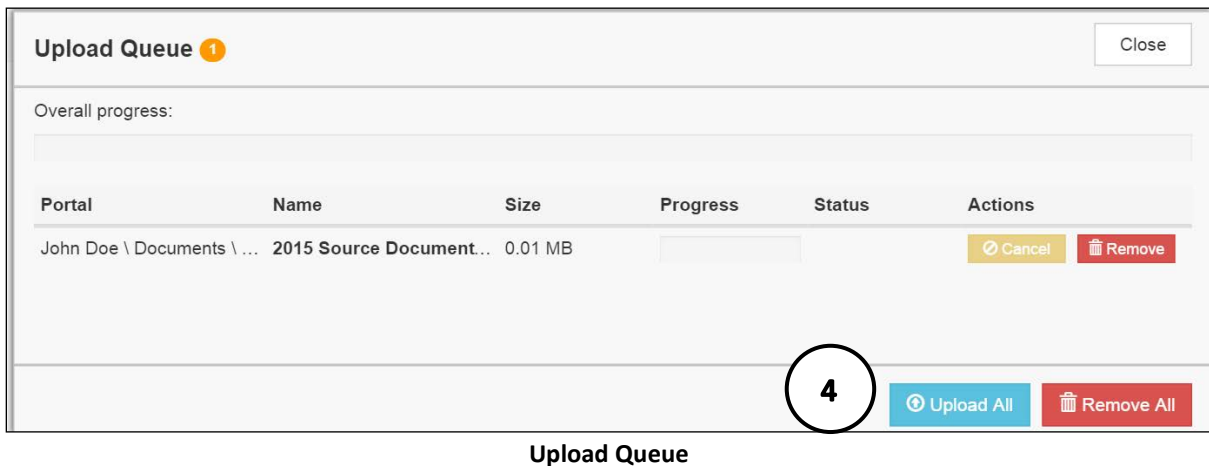 Upload Queue 1
Close
Overall progress:
Portal Name Size Progress Status Actions
John Doe \ Documents \ ... 2015 Source Document... 0.01 MB Cancel Remove
4 Upload All Remove All
Upload Queue